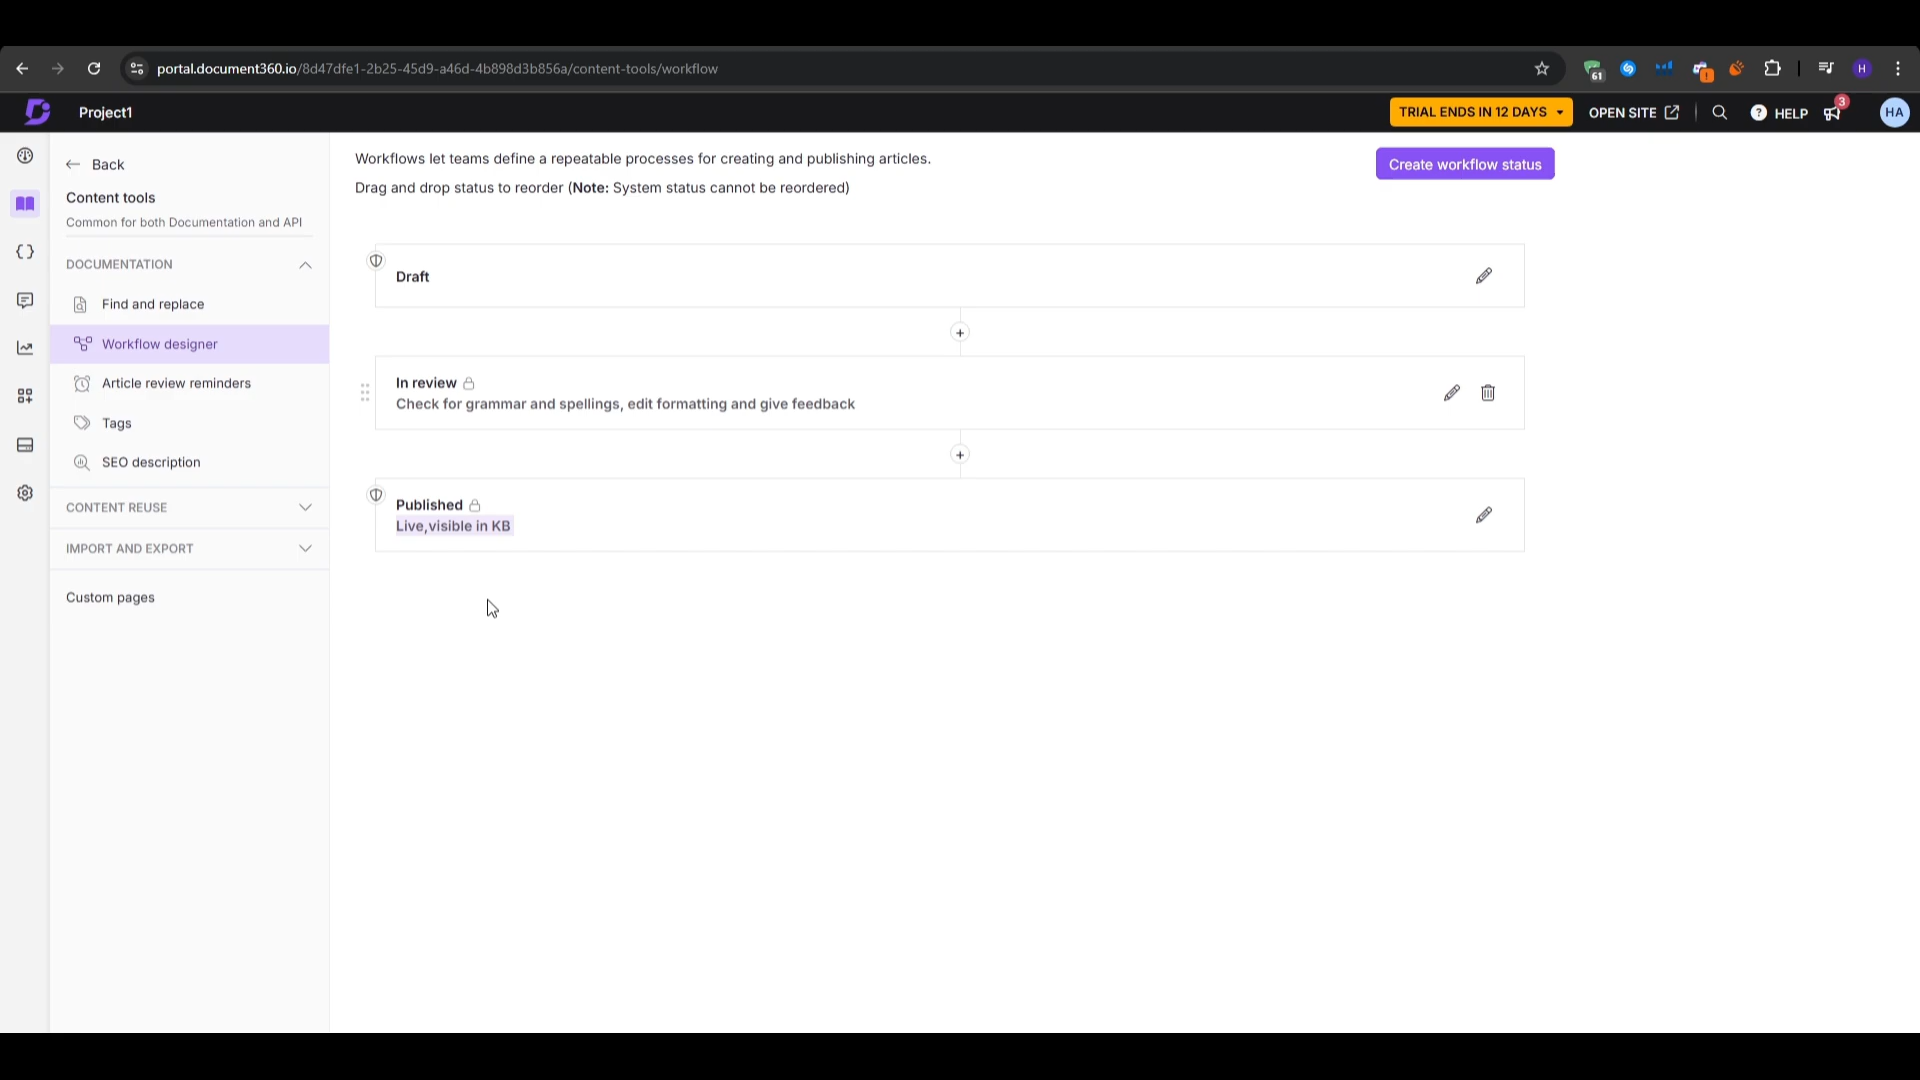 portal.document360.io/8d47dfe1-2b25-45d9-a46d-4b898d3b856a/content-tools/workflow
61
H
Project1
TRIAL ENDS IN 12 DAYS
OPEN SITE
? HELP
3
HA
Back
Content tools
Common for both Documentation and API
DOCUMENTATION
Find and replace
Workflow designer
Article review reminders
Tags
SEO description
CONTENT REUSE
IMPORT AND EXPORT
Custom pages
Workflows let teams define a repeatable processes for creating and publishing articles.
Drag and drop status to reorder (Note: System status cannot be reordered)
Create workflow status
Draft
In review
Check for grammar and spellings, edit formatting and give feedback
Published
Live,visible in KB